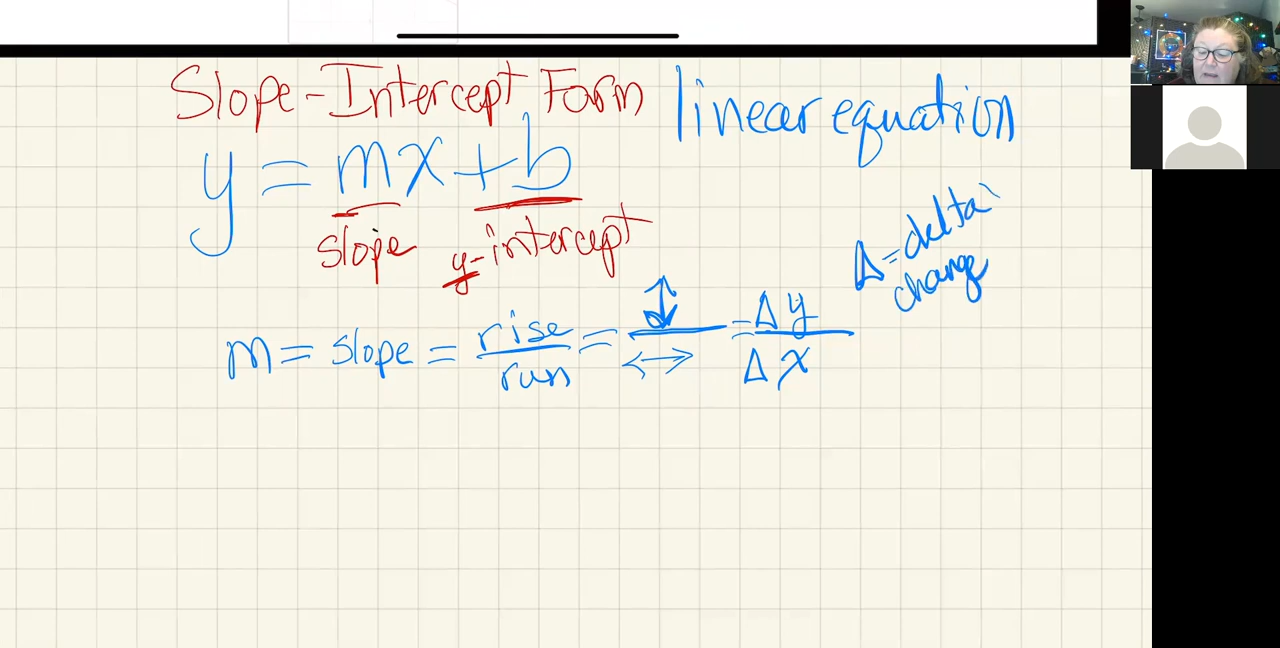 Slope-Intercept Form linear equation
y = mx + b
slope y-intercept
Δ = delta
change
m = slope = rise/run = ↕/↔ = Δy/Δx